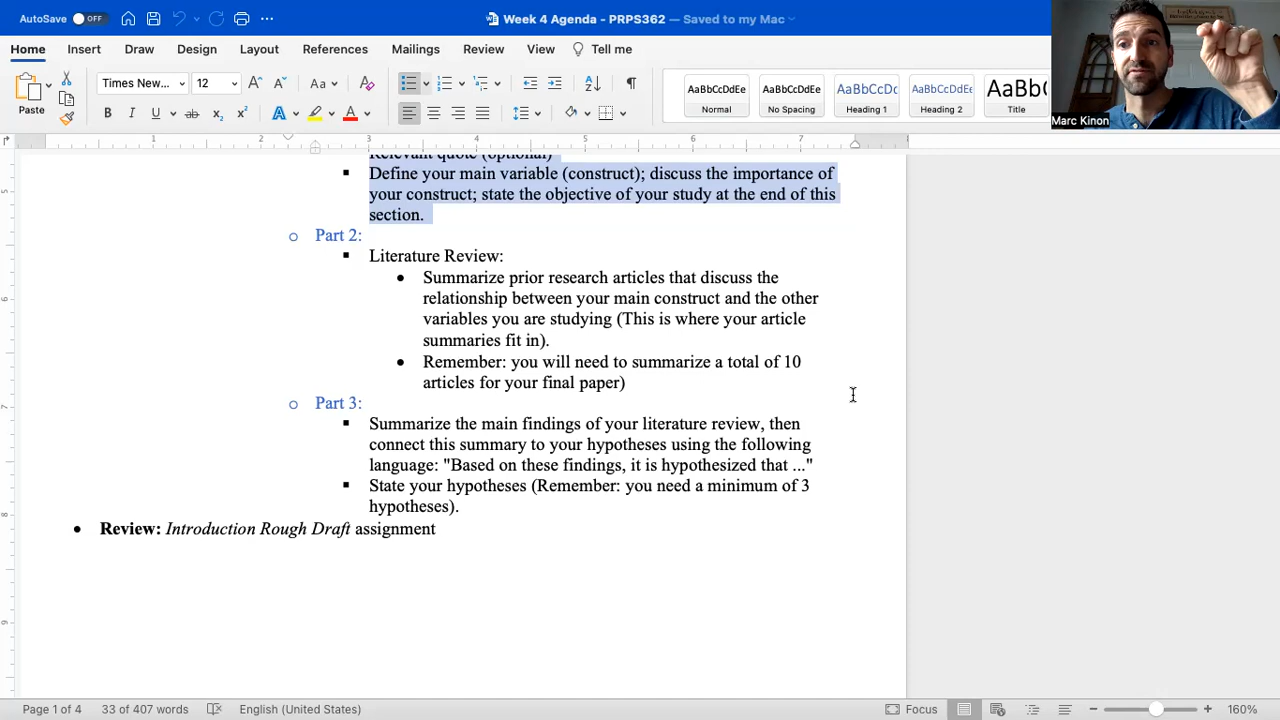 AutoSave OFF
Week 4 Agenda - PRPS362 — Saved to my Mac
Home Insert Draw Design Layout References Mailings Review View Tell me
Paste
Times New... 12
AaBbCcDdEe AaBbCcDdEe AaBbCcDc AaBbCcDdEe AaBb(
Normal No Spacing Heading 1 Heading 2 Title
Marc Kinon
1 2 3 4 5 6 7
Relevant quote (optional)
Define your main variable (construct); discuss the importance of
your construct; state the objective of your study at the end of this
section.
Part 2:
Literature Review:
Summarize prior research articles that discuss the
relationship between your main construct and the other
variables you are studying (This is where your article
summaries fit in).
Remember: you will need to summarize a total of 10
articles for your final paper)
Part 3:
Summarize the main findings of your literature review, then
connect this summary to your hypotheses using the following
language: "Based on these findings, it is hypothesized that ..."
State your hypotheses (Remember: you need a minimum of 3
hypotheses).
Review: Introduction Rough Draft assignment
Page 1 of 4 33 of 407 words English (United States) Focus 160%